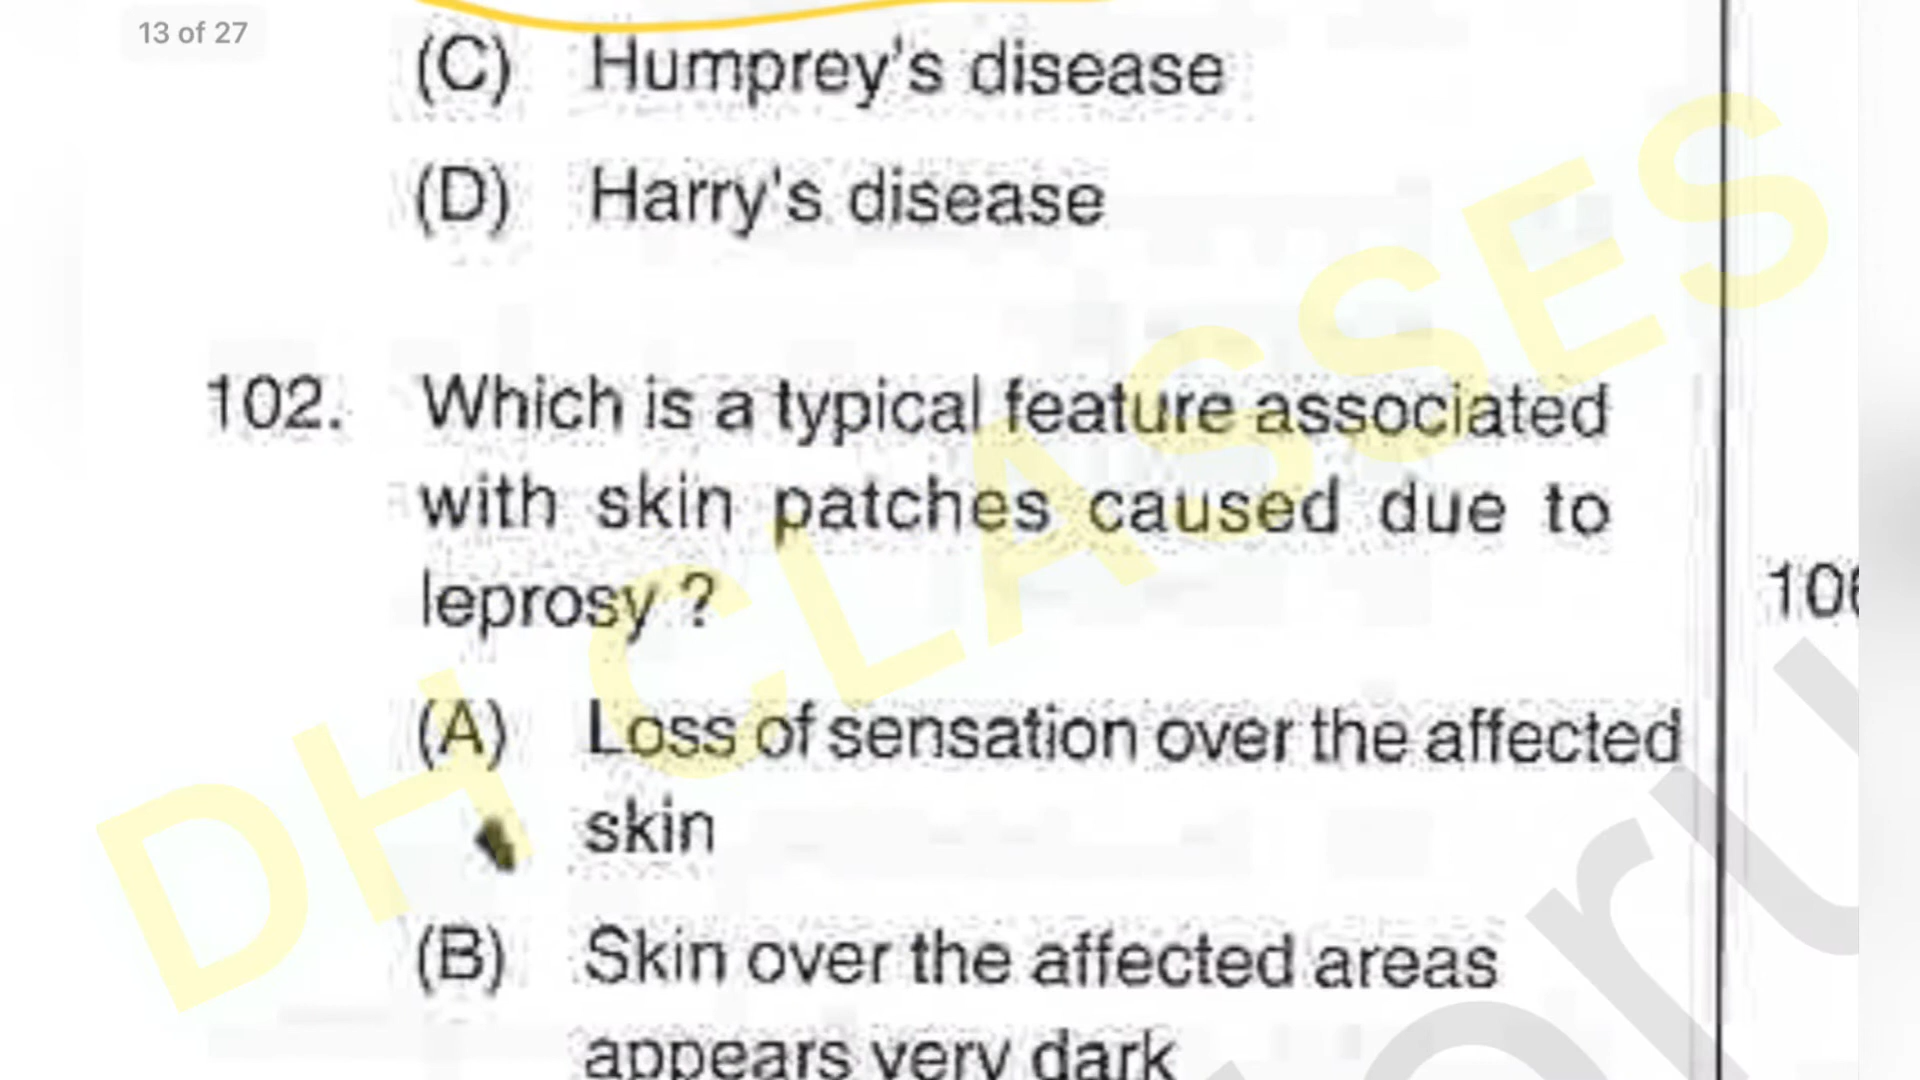 13 of 27
(C) Humprey's disease
(D) Harry's disease
102. Which is a typical feature associated
with skin patches caused due to
leprosy ?
(A) Loss of sensation over the affected
skin
(B) Skin over the affected areas
appears very dark
DH CLASSES